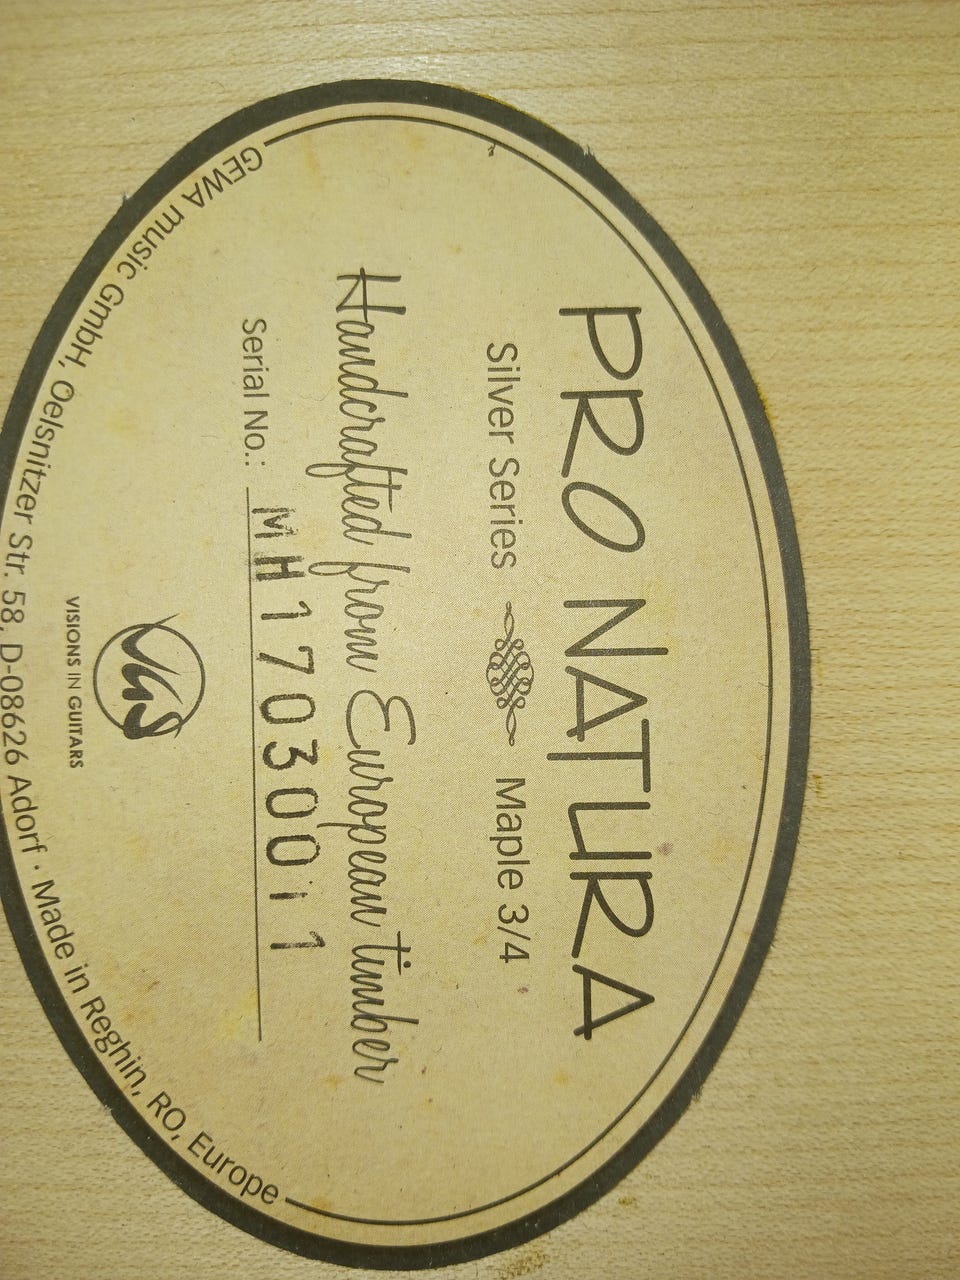 PRO NATURA
Silver Series Maple 3/4
Handcrafted from European timber
Serial No.: MH17030011
VGS
VISIONS IN GUITARS
GEWA music GmbH, Oelsnitzer Str. 58, D-08626 Adorf · Made in Reghin, RO, Europe